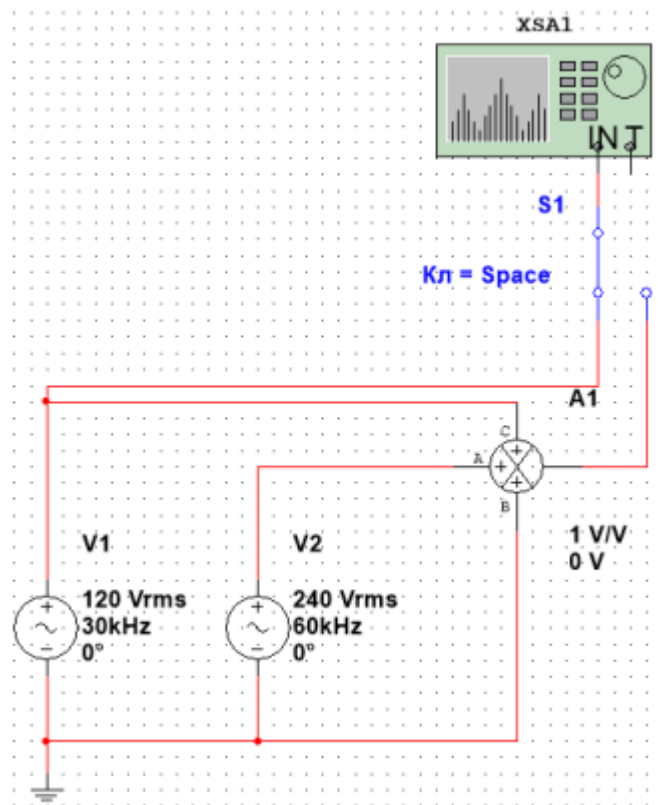 XSA1
IN T
S1
Кл = Space
A1
C
A
B
V1
120 Vrms
30kHz
0°
V2
240 Vrms
60kHz
0°
1 V/V
0 V